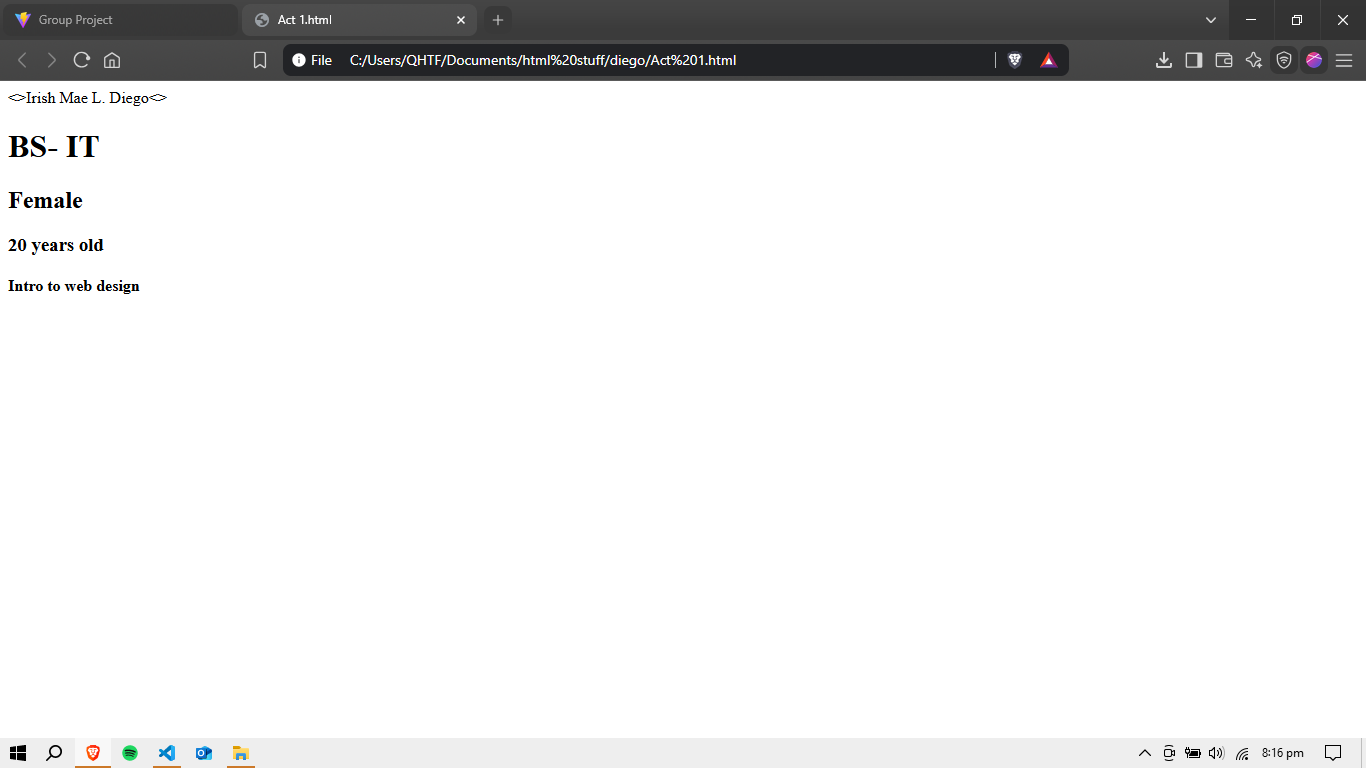 Group Project
Act 1.html
File C:/Users/QHTF/Documents/html%20stuff/diego/Act%201.html
<>Irish Mae L. Diego<>
BS- IT
Female
20 years old
Intro to web design
8:16 pm